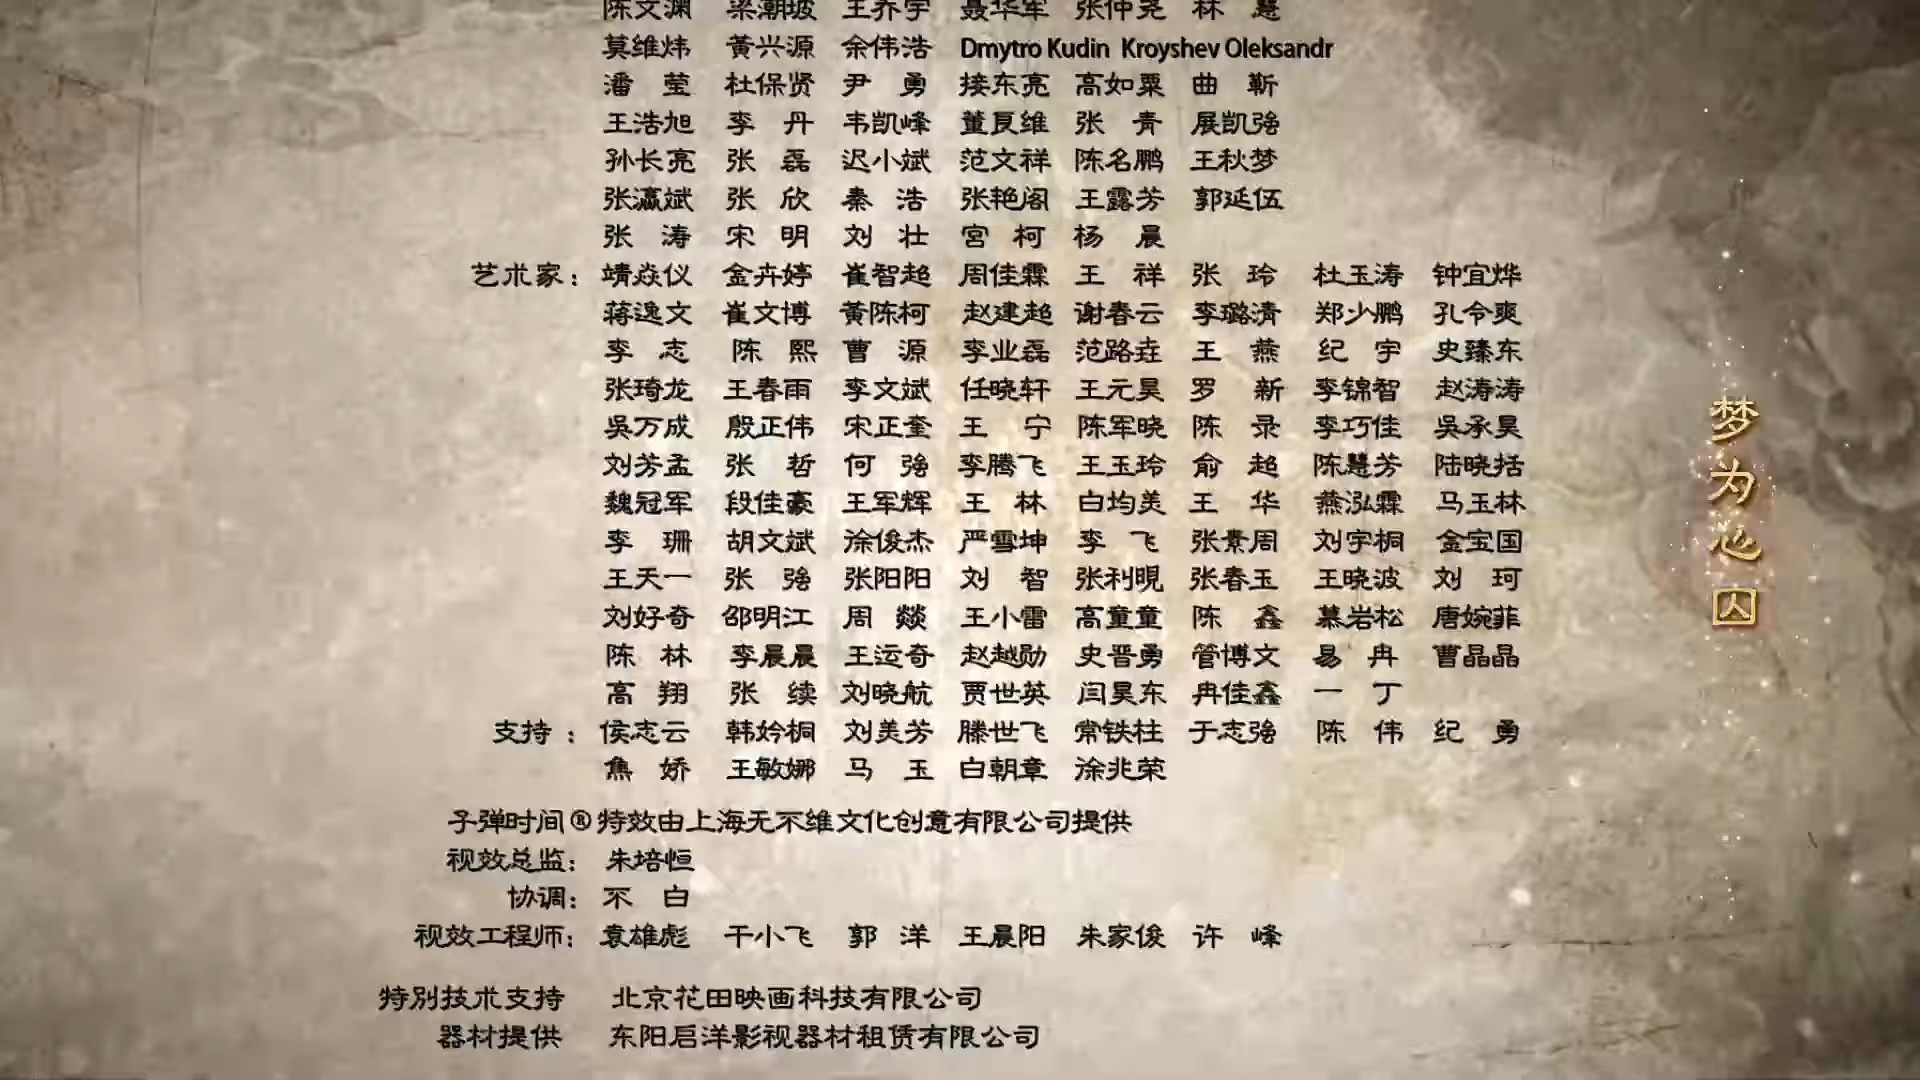 陈文渊 梁潮坡 王乔宇 聂华军 张仲尧 林 慧
莫维炜 黄兴源 余伟浩 Dmytro Kudin Kroyshev Oleksandr
潘 莹 杜保贤 尹 勇 接东亮 高如粟 曲 靳
王浩旭 李 丹 韦凯峰 董良维 张 青 展凯强
孙长亮 张 磊 迟小斌 范文祥 陈名鹏 王秋梦
张瀛斌 张 欣 秦 浩 张艳阁 王露芳 郭延伍
张 涛 宋 明 刘 壮 宫 柯 杨 晨
艺术家：靖焱仪 金卉婷 崔智超 周佳霖 王 祥 张 玲 杜玉涛 钟宜烨
蒋逸文 崔文博 黄陈柯 赵建超 谢春云 李璐清 郑少鹏 孔令爽
李 志 陈 熙 曹 源 李业磊 范路垚 王 燕 纪 宇 史臻东
张琦龙 王春雨 李文斌 任晓轩 王元昊 罗 新 李锦智 赵涛涛
吴万成 殷正伟 宋正奎 王 宁 陈军晓 陈 录 李巧佳 吴承昊
刘芳孟 张 哲 何 强 李腾飞 王玉玲 俞 超 陈慧芳 陆晓括
魏冠军 段佳豪 王军辉 王 林 白均美 王 华 燕泓霖 马玉林
李 珊 胡文斌 徐俊杰 严雪坤 李 飞 张素周 刘宇桐 金宝国
王天一 张 强 张阳阳 刘 智 张利晛 张春玉 王晓波 刘 珂
刘好奇 邵明江 周 燚 王小雷 高童童 陈 鑫 慕岩松 唐婉菲
陈 林 李晨晨 王运奇 赵越勋 史晋勇 管博文 易 冉 曹晶晶
高 翔 张 续 刘晓航 贾世英 闫昊东 冉佳鑫 一 丁
支持：侯志云 韩妗桐 刘美芳 滕世飞 常铁柱 于志强 陈 伟 纪 勇
焦 娇 王敏娜 马 玉 白朝章 涂兆荣
子弹时间®特效由上海无不维文化创意有限公司提供
视效总监：朱培恒
协调：不 白
视效工程师：袁雄彪 干小飞 郭 洋 王晨阳 朱家俊 许 峰
特别技术支持 北京花田映画科技有限公司
器材提供 东阳启洋影视器材租赁有限公司
梦为心囚